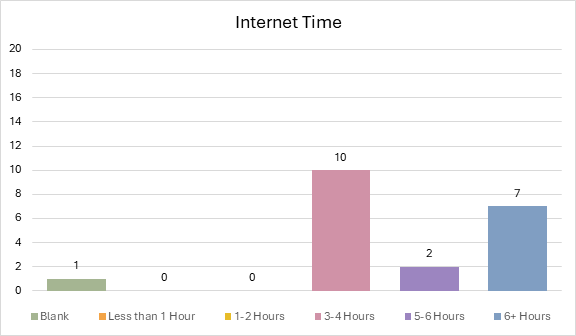 Internet Time
20
18
16
14
12
10
8
6
4
2
0
1
0
0
10
2
7
Blank
Less than 1 Hour
1-2 Hours
3-4 Hours
5-6 Hours
6+ Hours